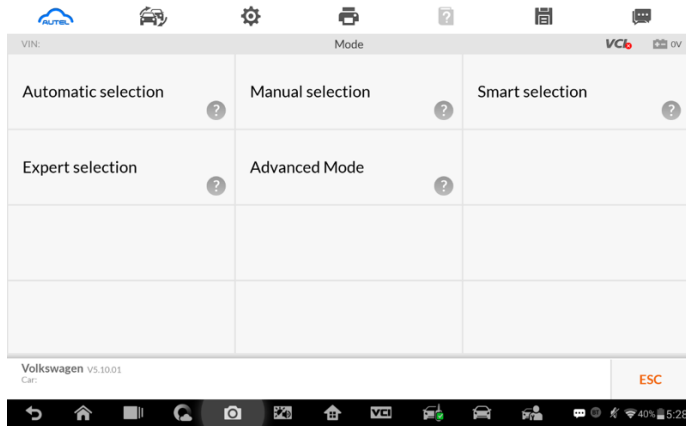 AUTEL
VIN: Mode VCI 0V
Automatic selection Manual selection Smart selection
? ? ?
Expert selection Advanced Mode
? ?
Volkswagen V5.10.01
Car:
ESC
VCI 40% 5:28